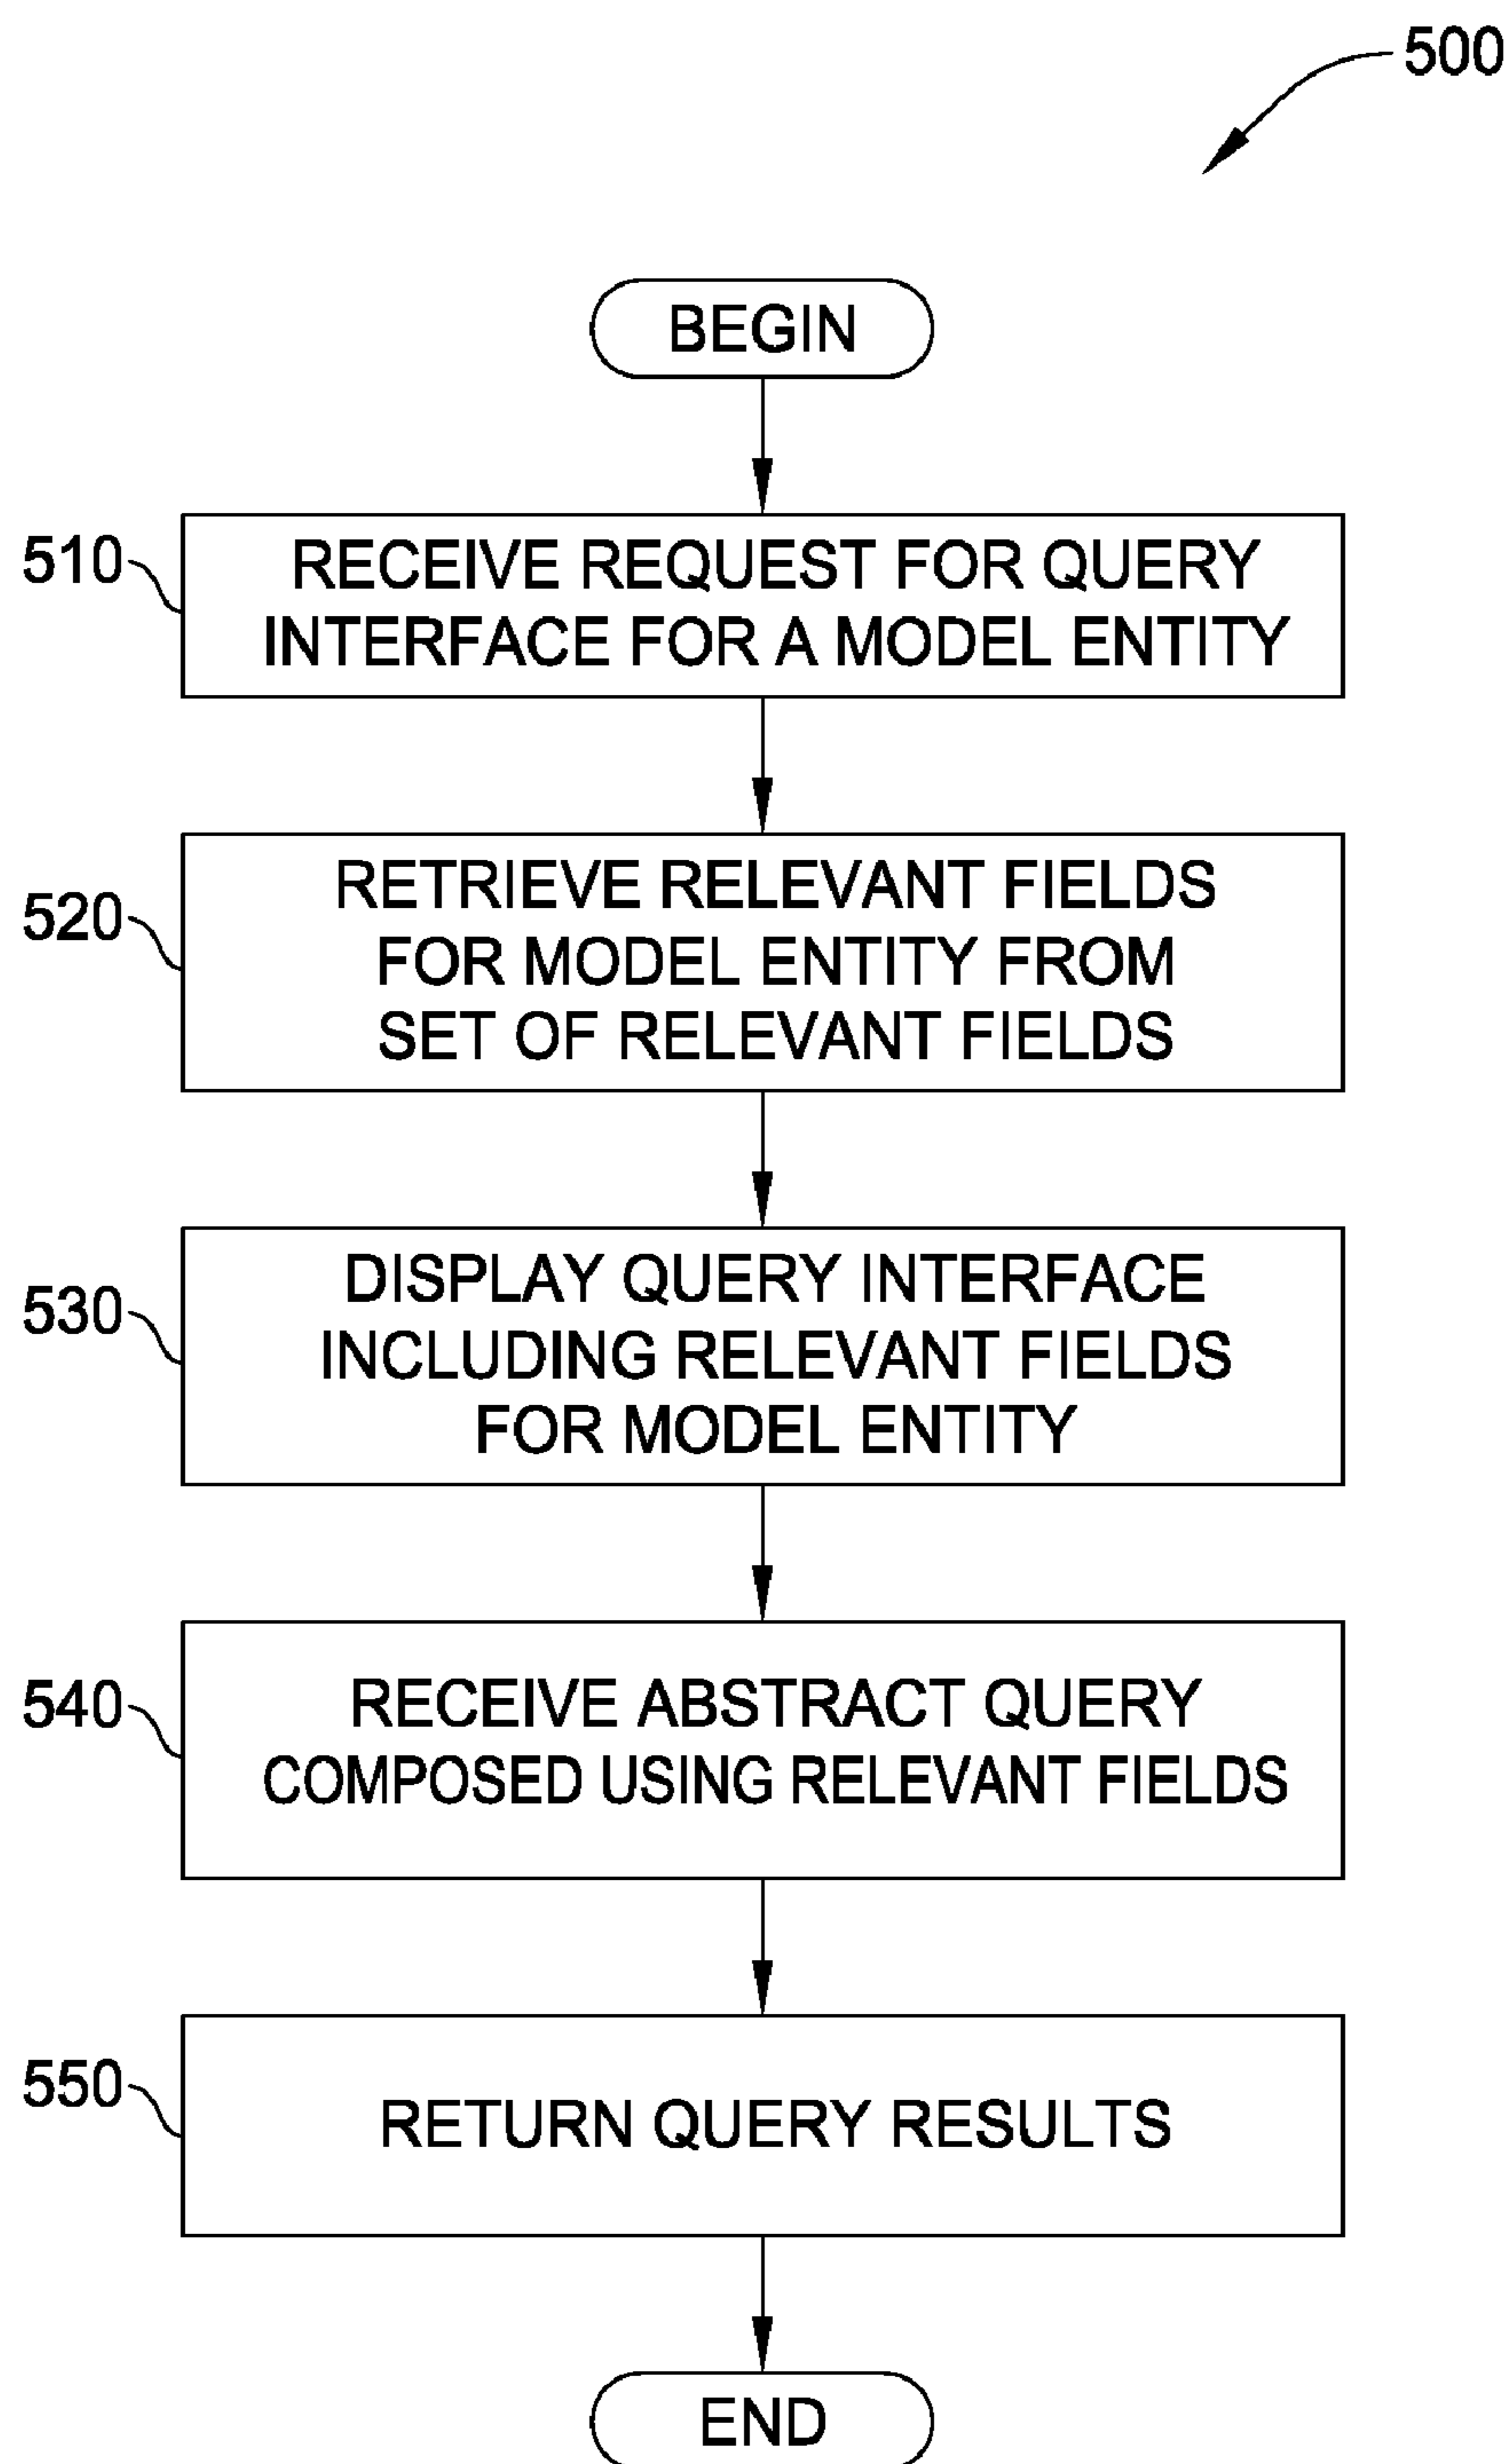 500
BEGIN
510
RECEIVE REQUEST FOR QUERY
INTERFACE FOR A MODEL ENTITY
520
RETRIEVE RELEVANT FIELDS
FOR MODEL ENTITY FROM
SET OF RELEVANT FIELDS
530
DISPLAY QUERY INTERFACE
INCLUDING RELEVANT FIELDS
FOR MODEL ENTITY
540
RECEIVE ABSTRACT QUERY
COMPOSED USING RELEVANT FIELDS
550
RETURN QUERY RESULTS
END